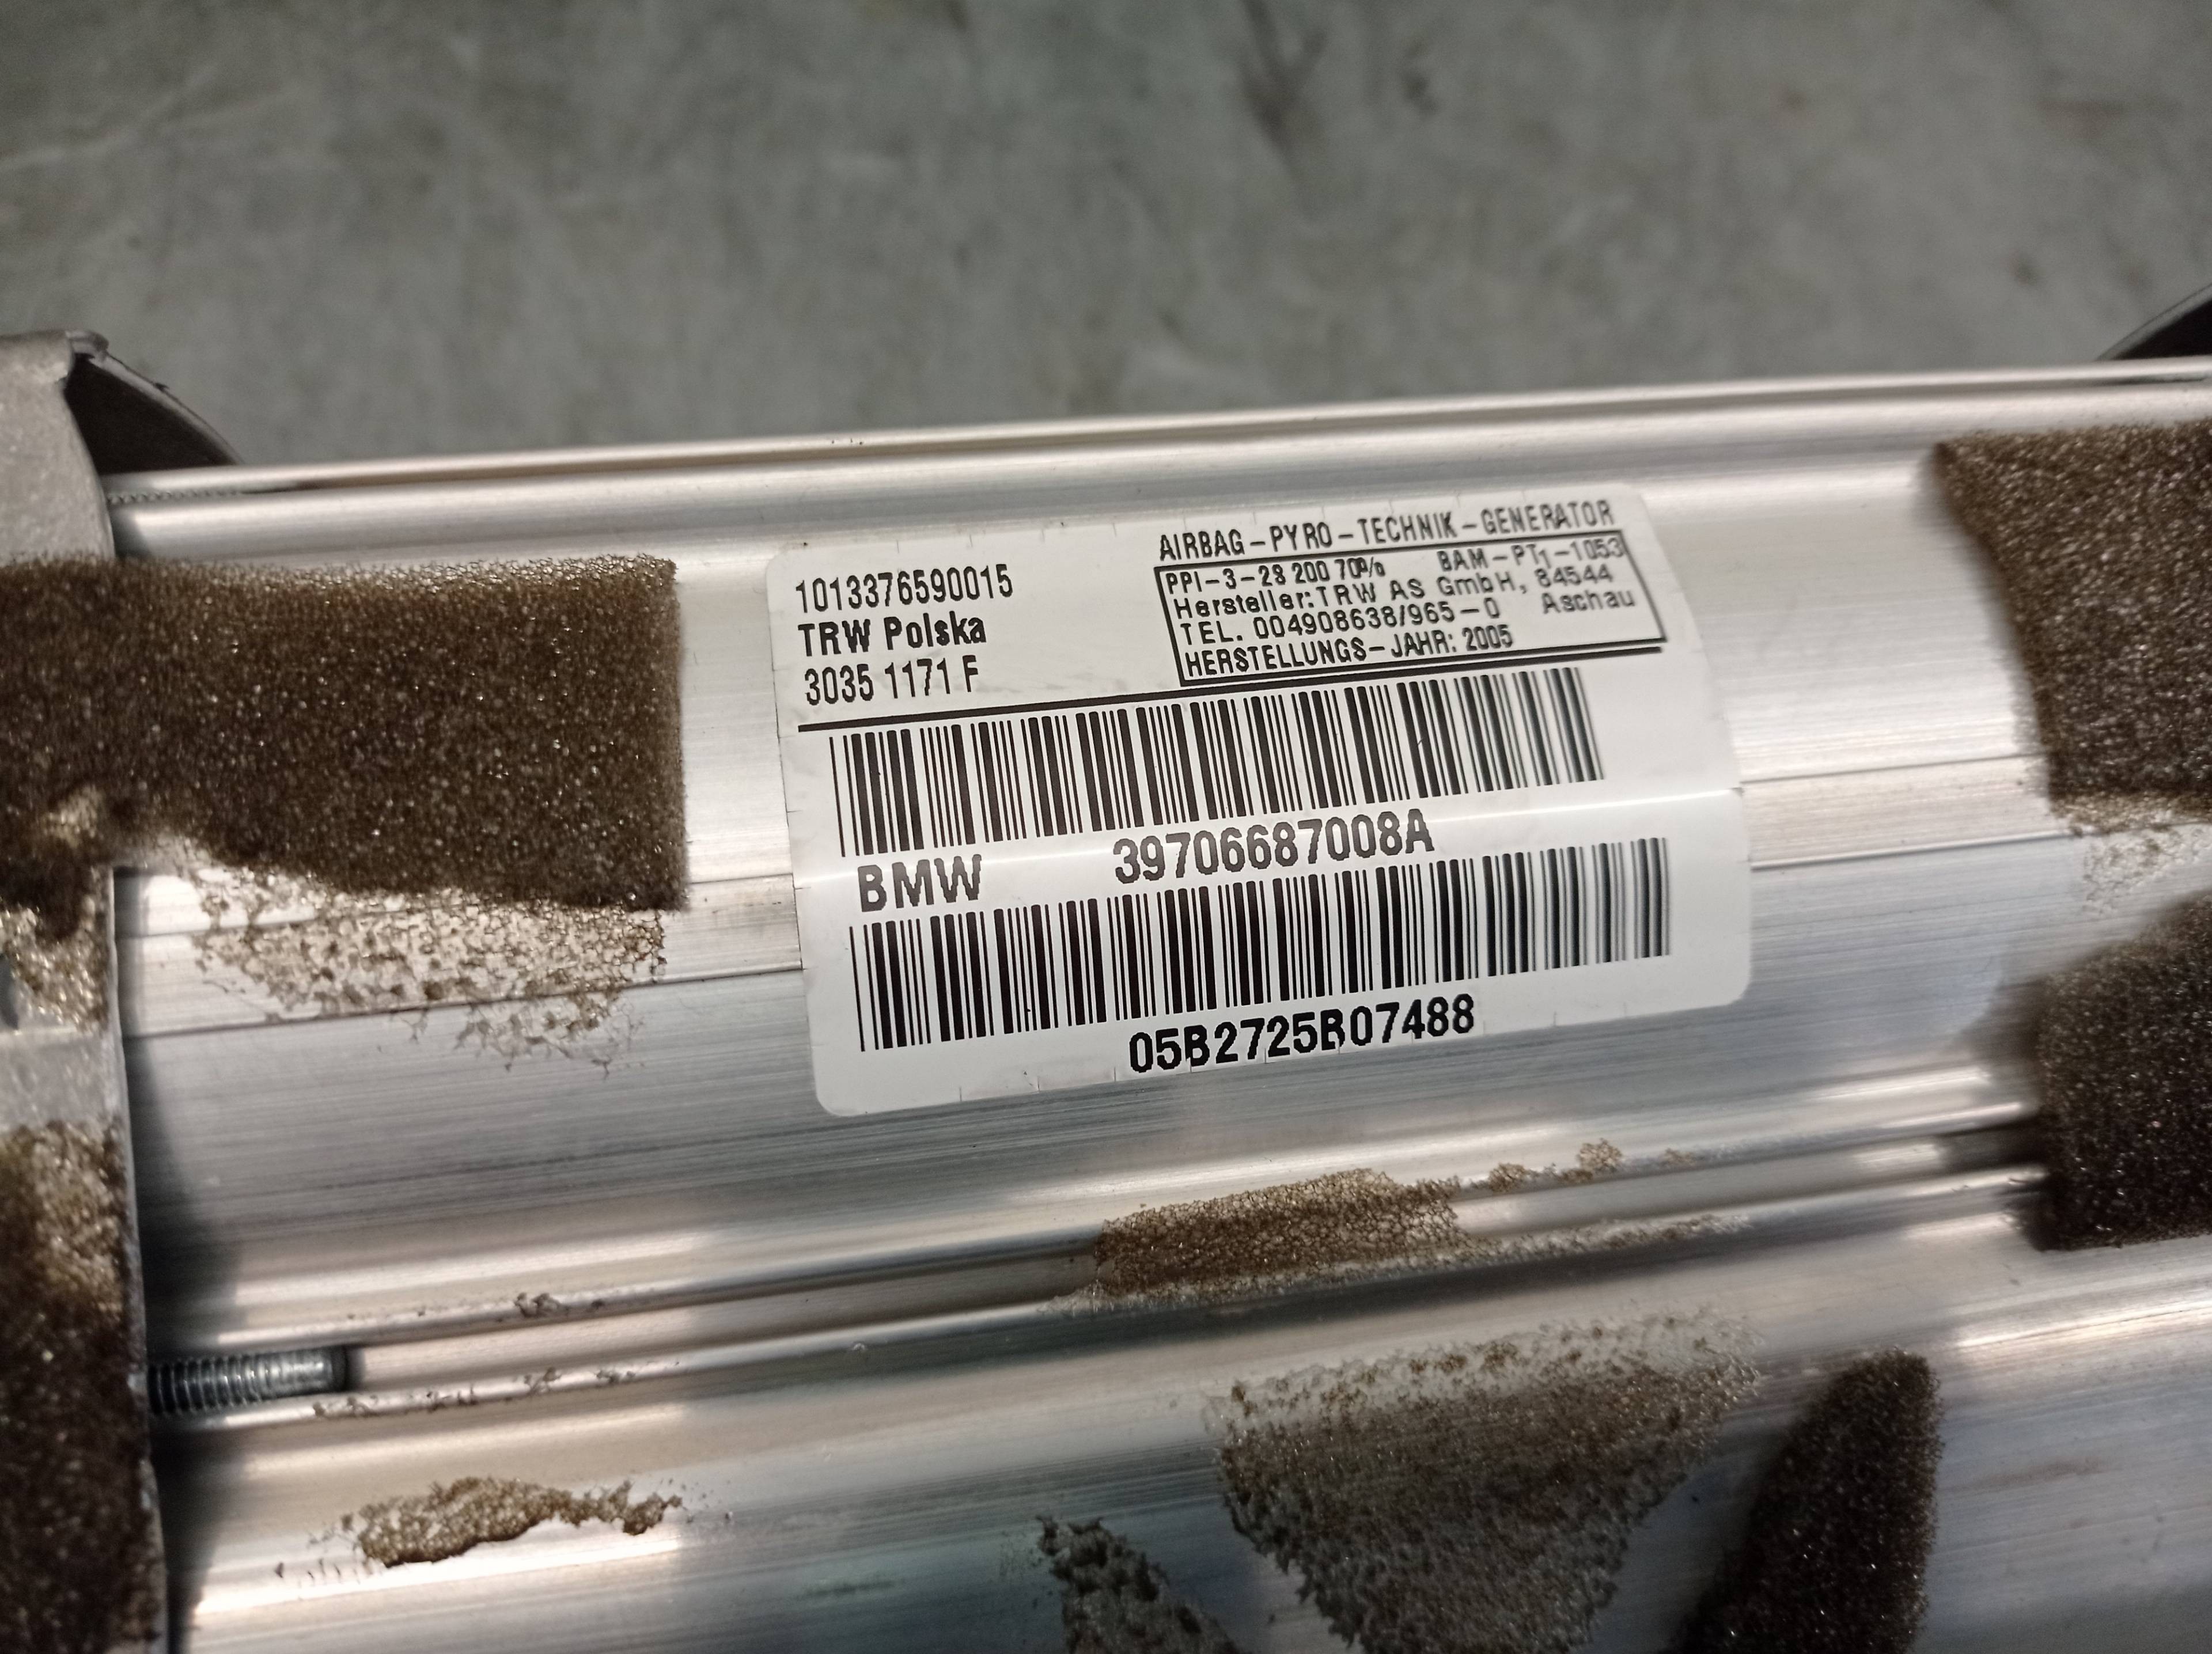 1013376590015
TRW Polska
3035 1171 F
AIRBAG-PYRO-TECHNIK-GENERATOR
PPI-3-28 200 70% BAM-PT1-1053
Hersteller:TRW AS GmbH, 84544
TEL. 004908638/965-0 Aschau
HERSTELLUNGS-JAHR: 2005
BMW 39706687008A
05B2725B07488